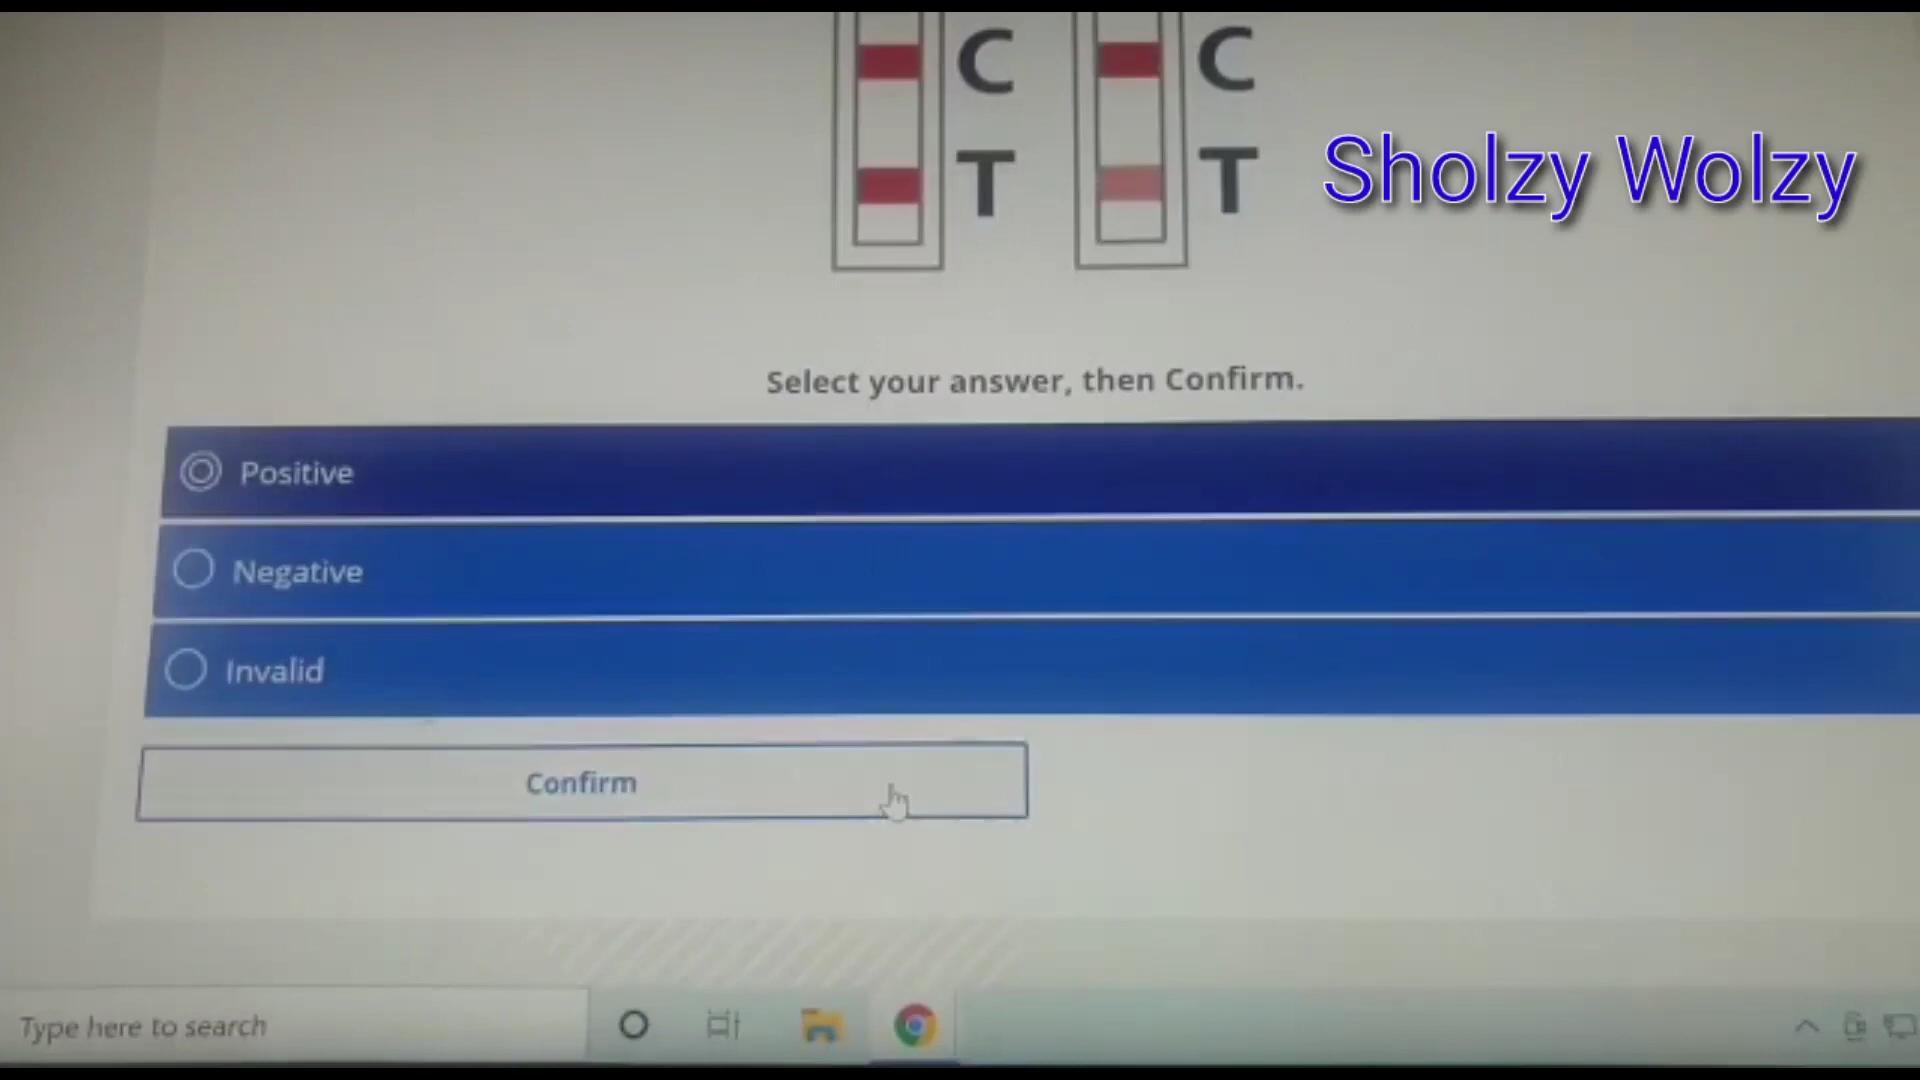 C C
T T
Sholzy Wolzy
Select your answer, then Confirm.
Positive
Negative
Invalid
Confirm
Type here to search